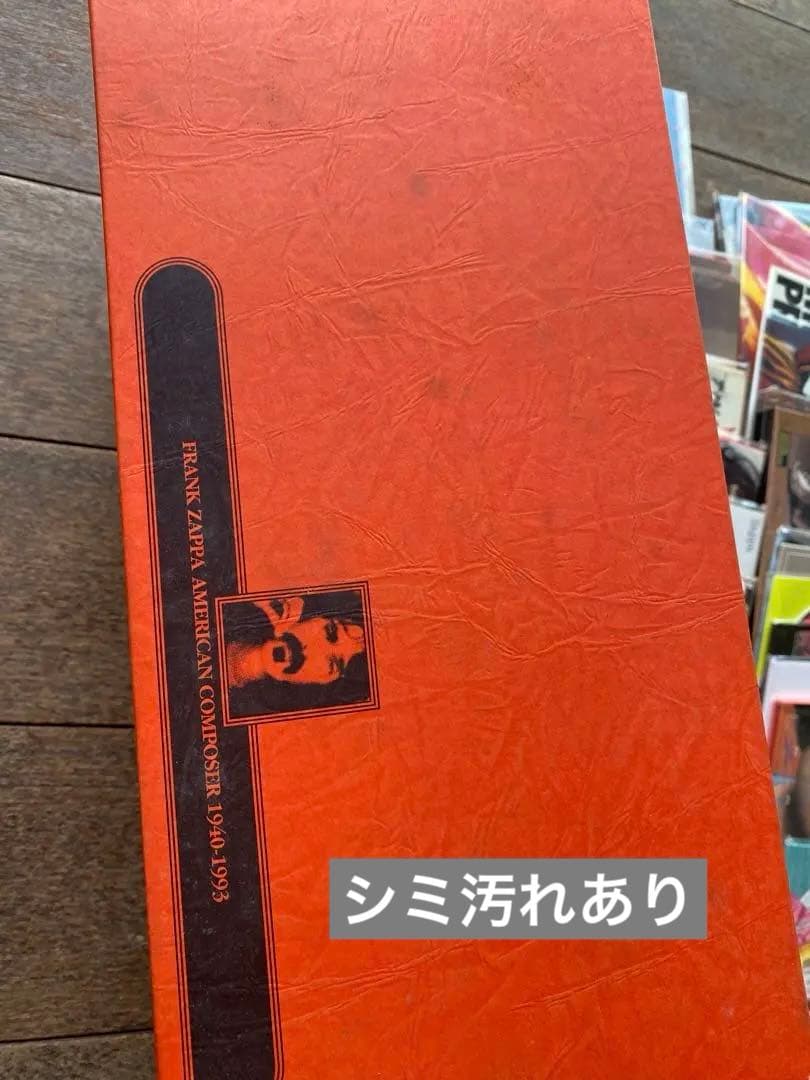 FRANK ZAPPA AMERICAN COMPOSER 1940-1993
シミ汚れあり